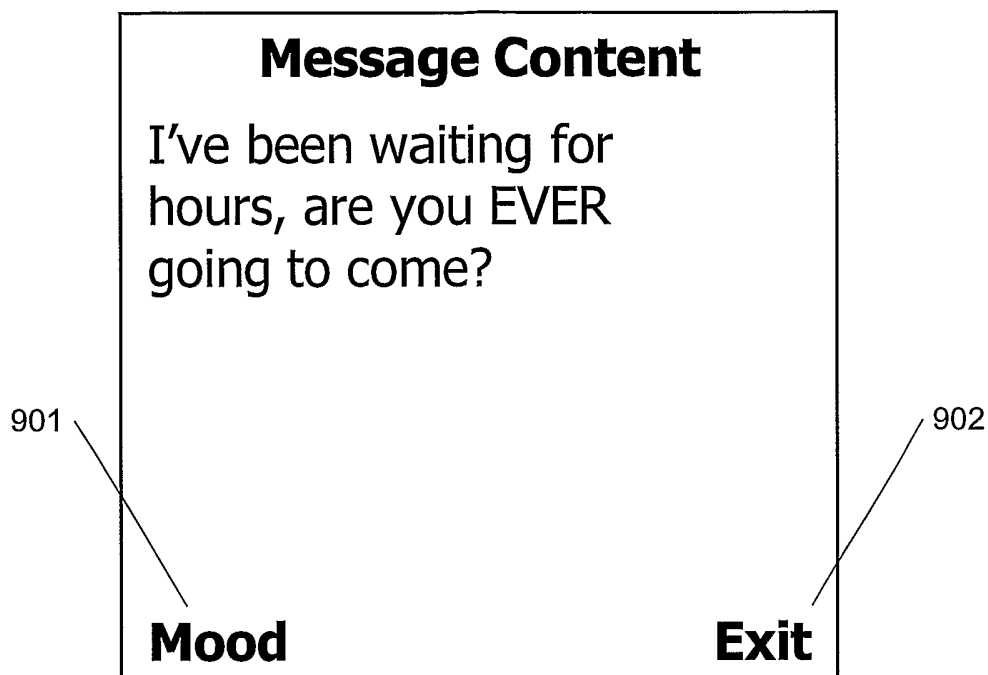 Message Content
I've been waiting for
hours, are you EVER
going to come?
901
902
Mood
Exit